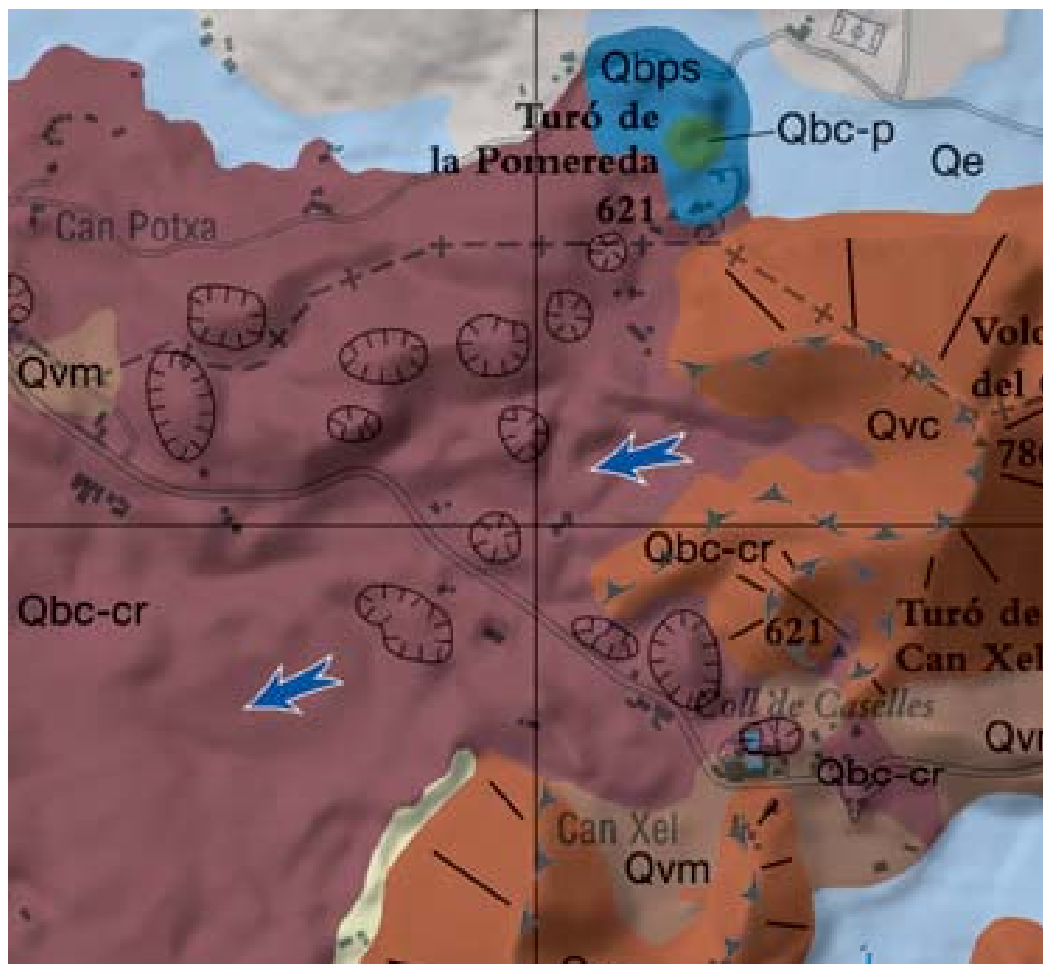 Qbps
Turó de
la Pomereda
621
Qbc-p
Qe
Can Potxa
Qvm
Qvc
Qbc-cr
621
Turó de
Can Xel
Qbc-cr
Coll de Caselles
Qbc-cr
Can Xel
Qvm